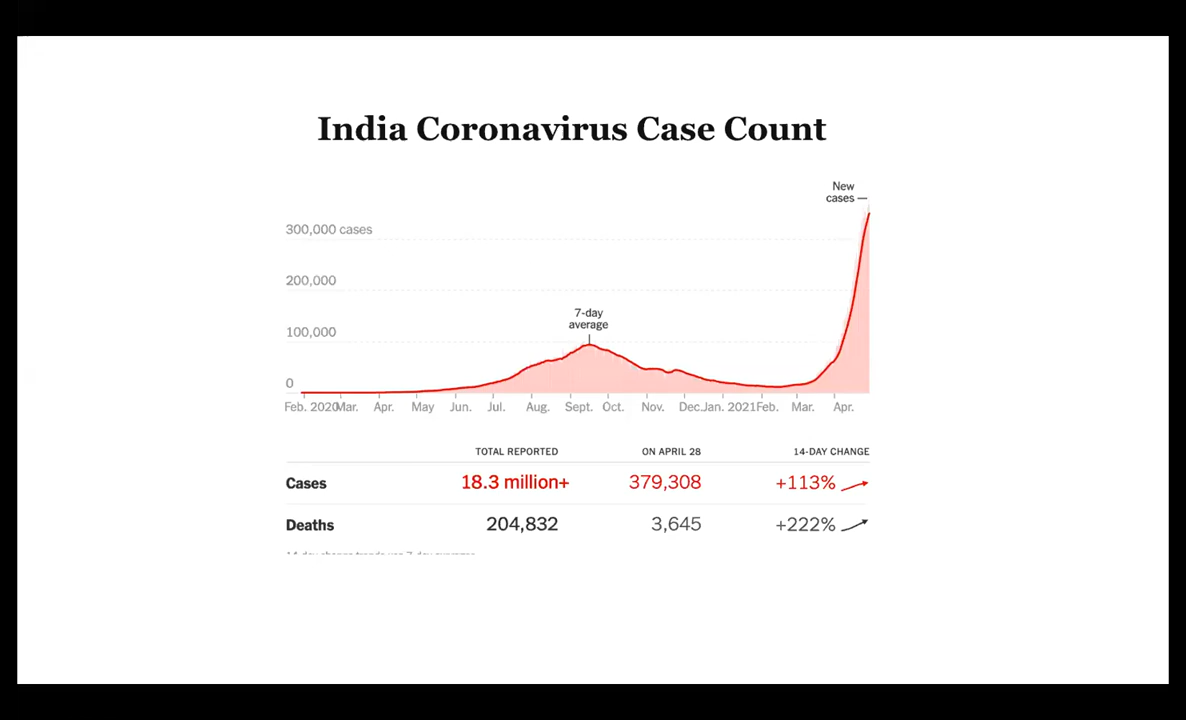 India Coronavirus Case Count
New
cases
300,000 cases
200,000
7-day
average
100,000
0
Feb. 2020 Mar. Apr. May Jun. Jul. Aug. Sept. Oct. Nov. Dec. Jan. 2021 Feb. Mar. Apr.
TOTAL REPORTED ON APRIL 28 14-DAY CHANGE
Cases 18.3 million+ 379,308 +113%
Deaths 204,832 3,645 +222%